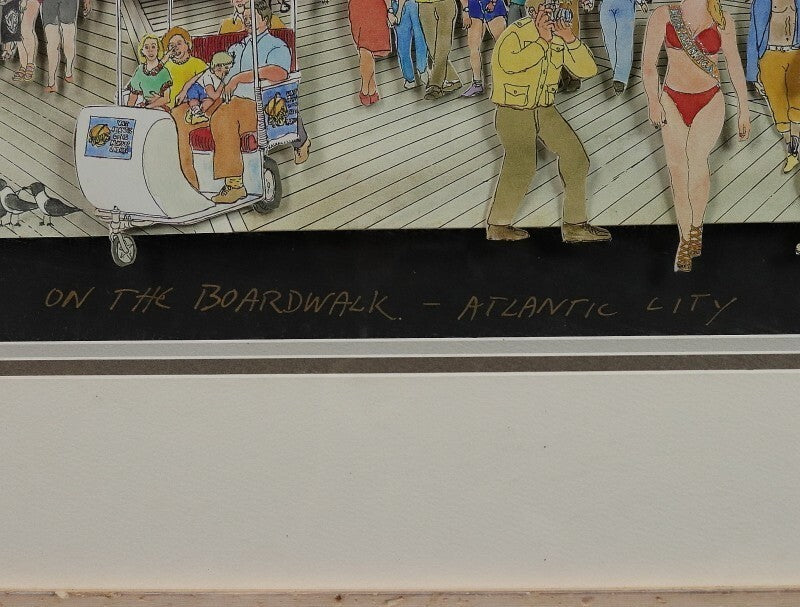 ON THE BOARDWALK. - ATLANTIC CITY